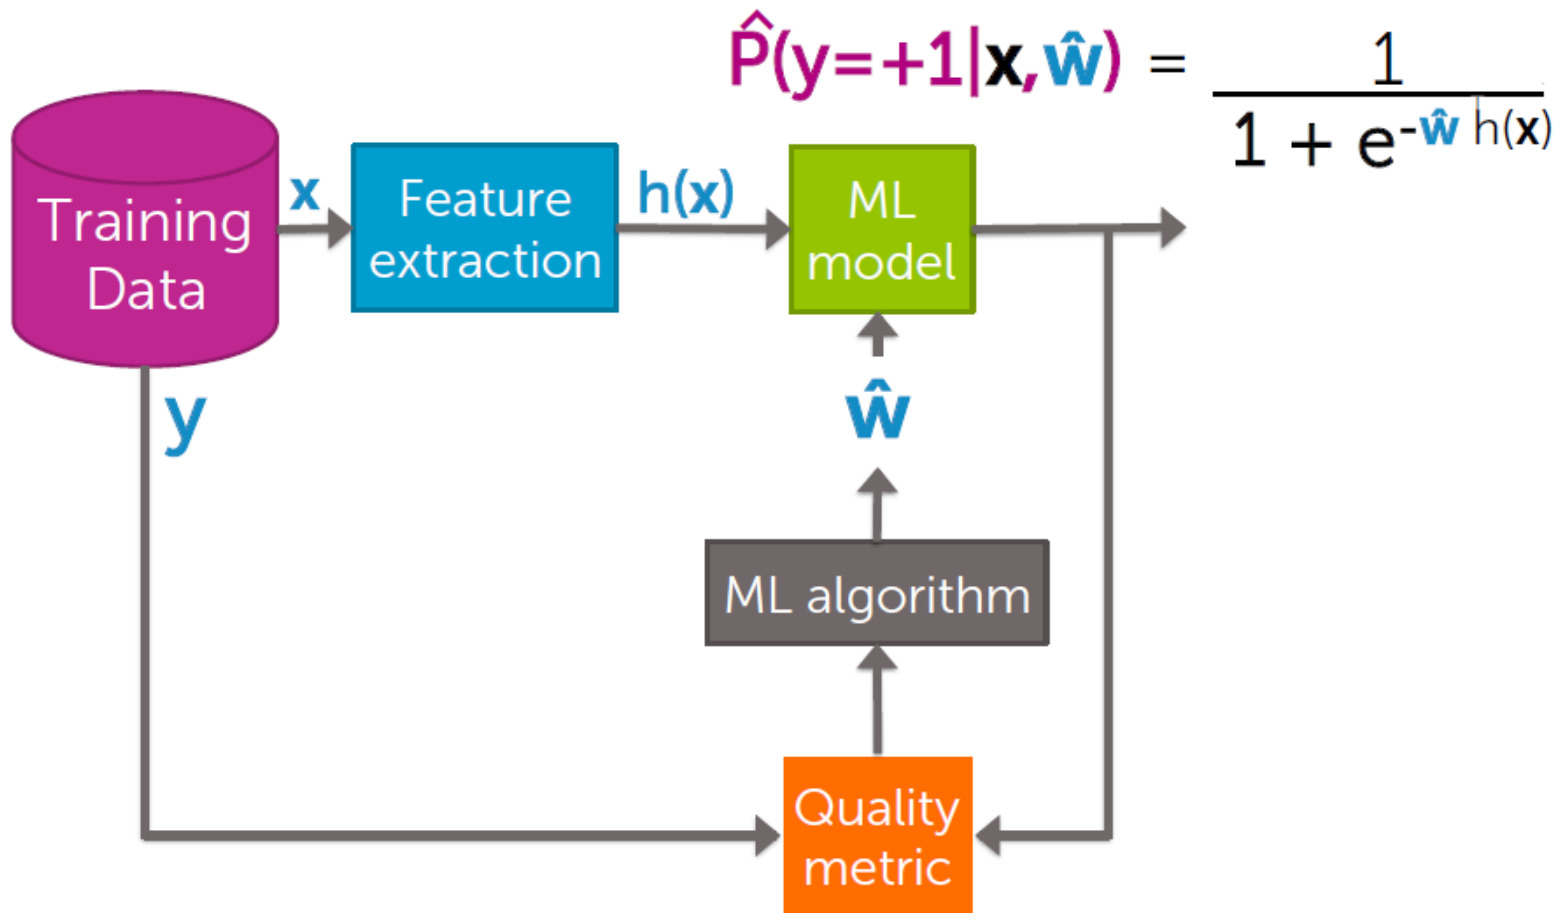 P̂(y=+1|x,ŵ) = 1
1 + e-ŵ h(x)
Training
Data
x
Feature
extraction
h(x)
ML
model
y
ŵ
ML algorithm
Quality
metric